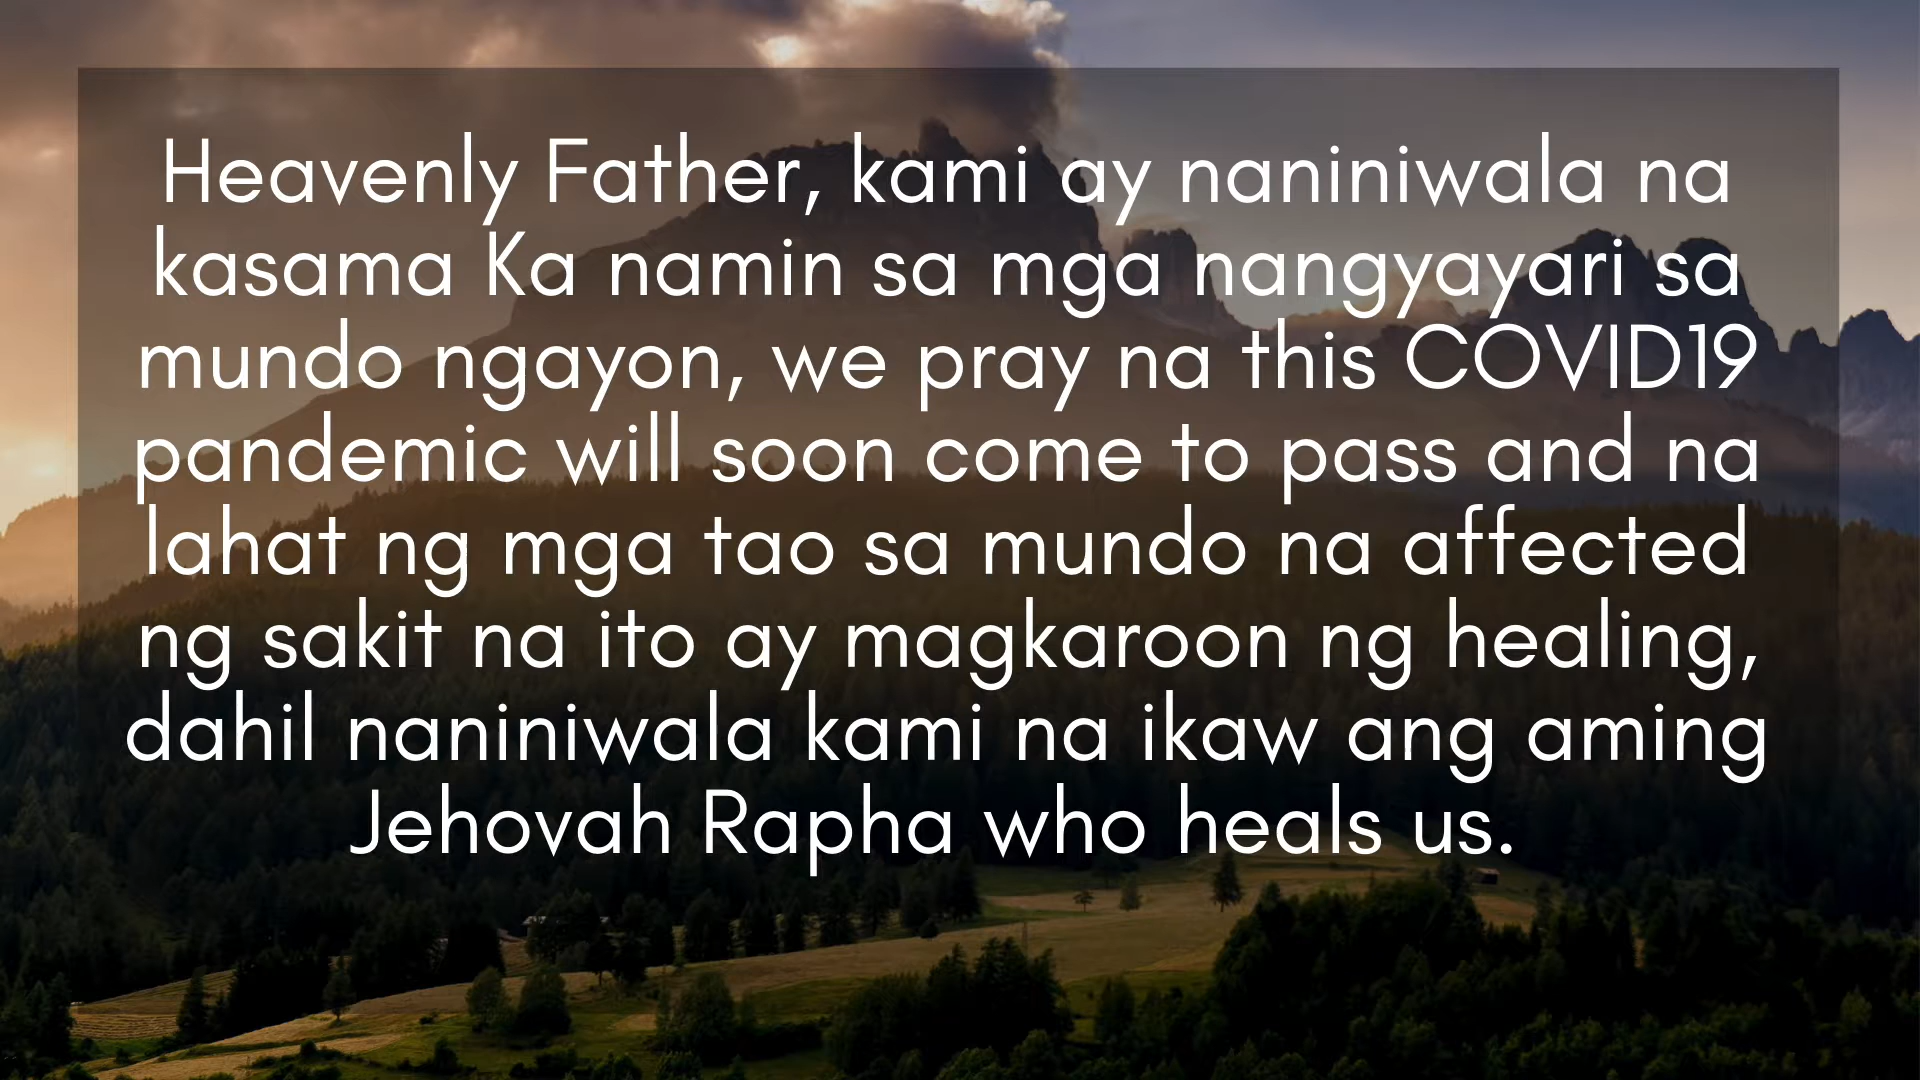 Heavenly Father, kami ay naniniwala na
kasama Ka namin sa mga nangyayari sa
mundo ngayon, we pray na this COVID19
pandemic will soon come to pass and na
lahat ng mga tao sa mundo na affected
ng sakit na ito ay magkaroon ng healing,
dahil naniniwala kami na ikaw ang aming
Jehovah Rapha who heals us.